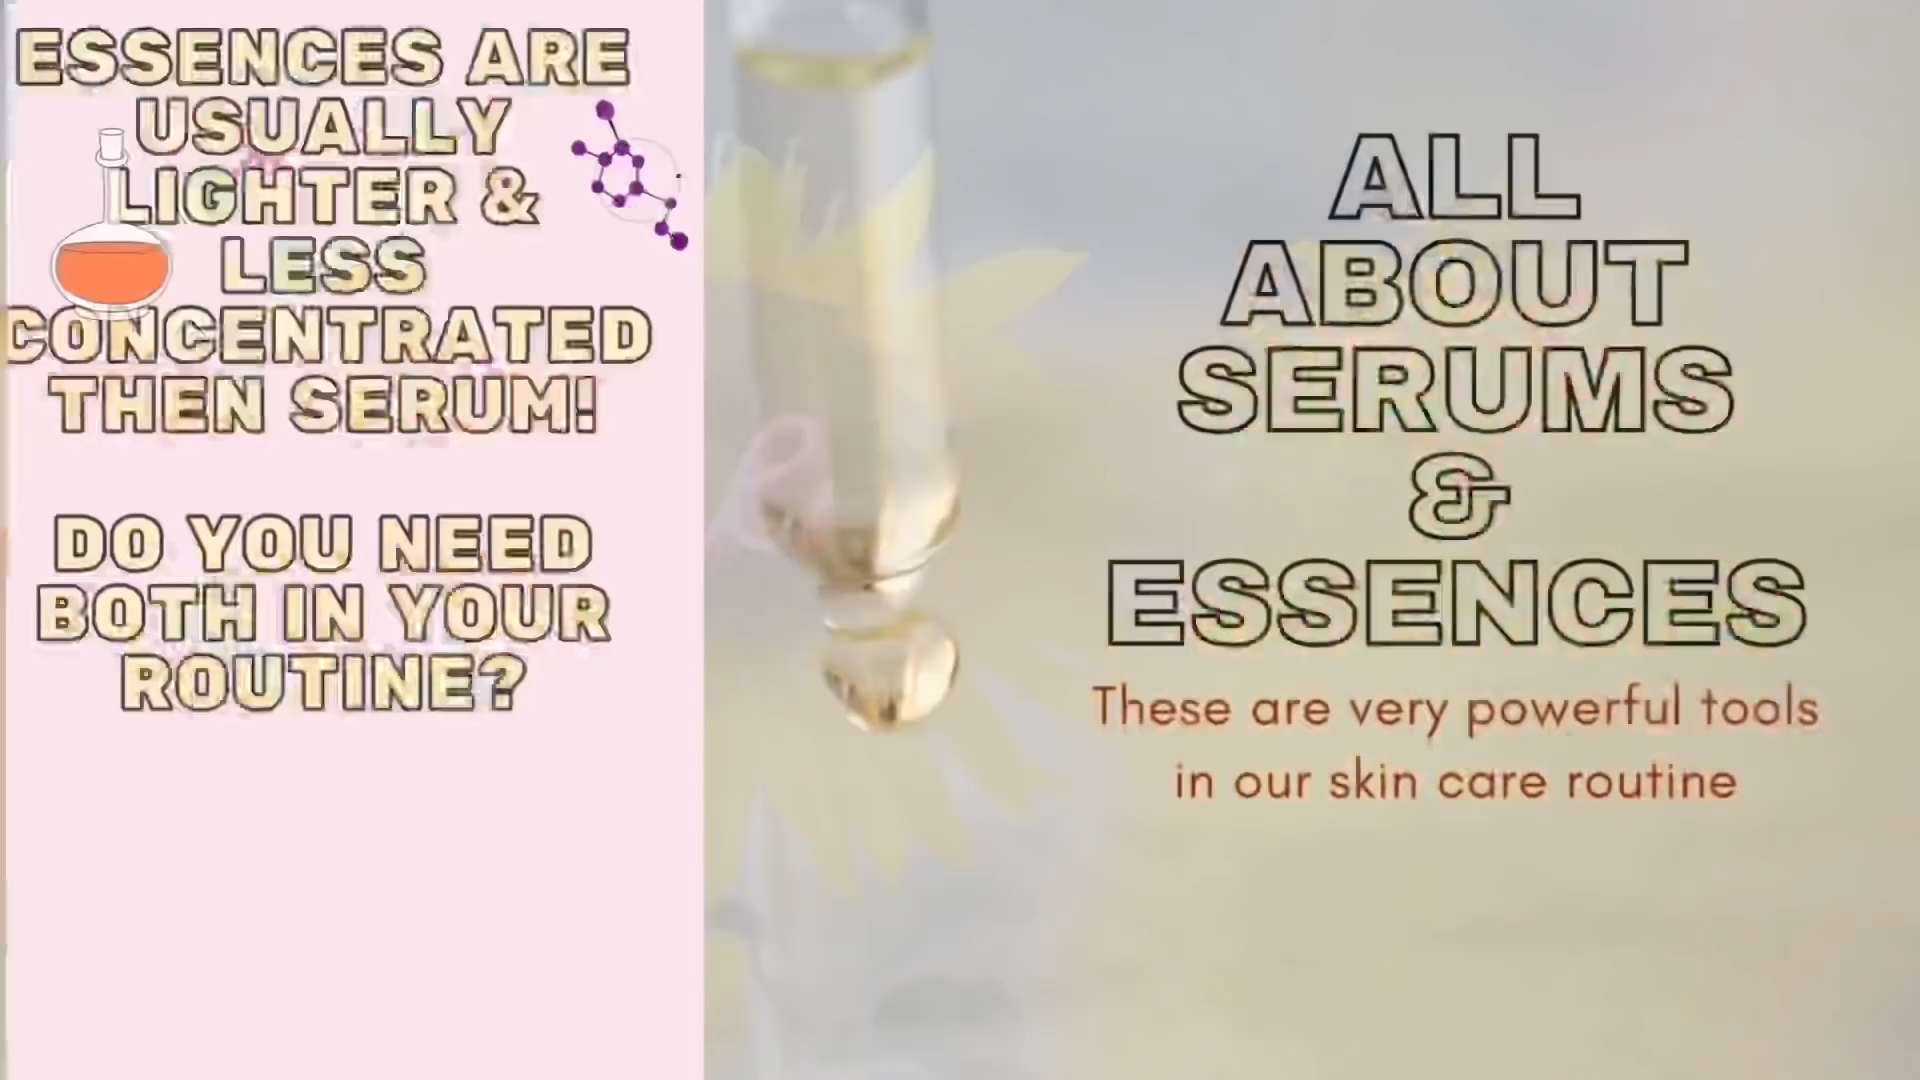 ESSENCES ARE
USUALLY
LIGHTER &
LESS
CONCENTRATED
THEN SERUM!
DO YOU NEED
BOTH IN YOUR
ROUTINE?
ALL
ABOUT
SERUMS
&
ESSENCES
These are very powerful tools
in our skin care routine